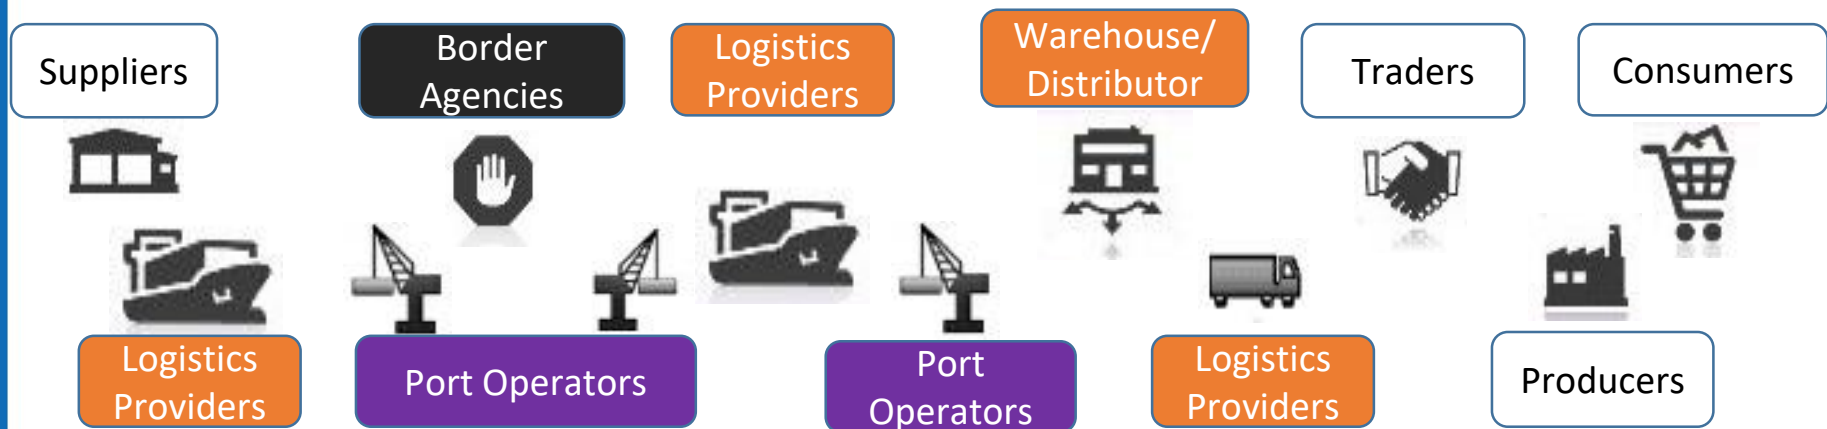 Suppliers
Border
Agencies
Logistics
Providers
Warehouse/
Distributor
Traders
Consumers
Logistics
Providers
Port Operators
Port
Operators
Logistics
Providers
Producers